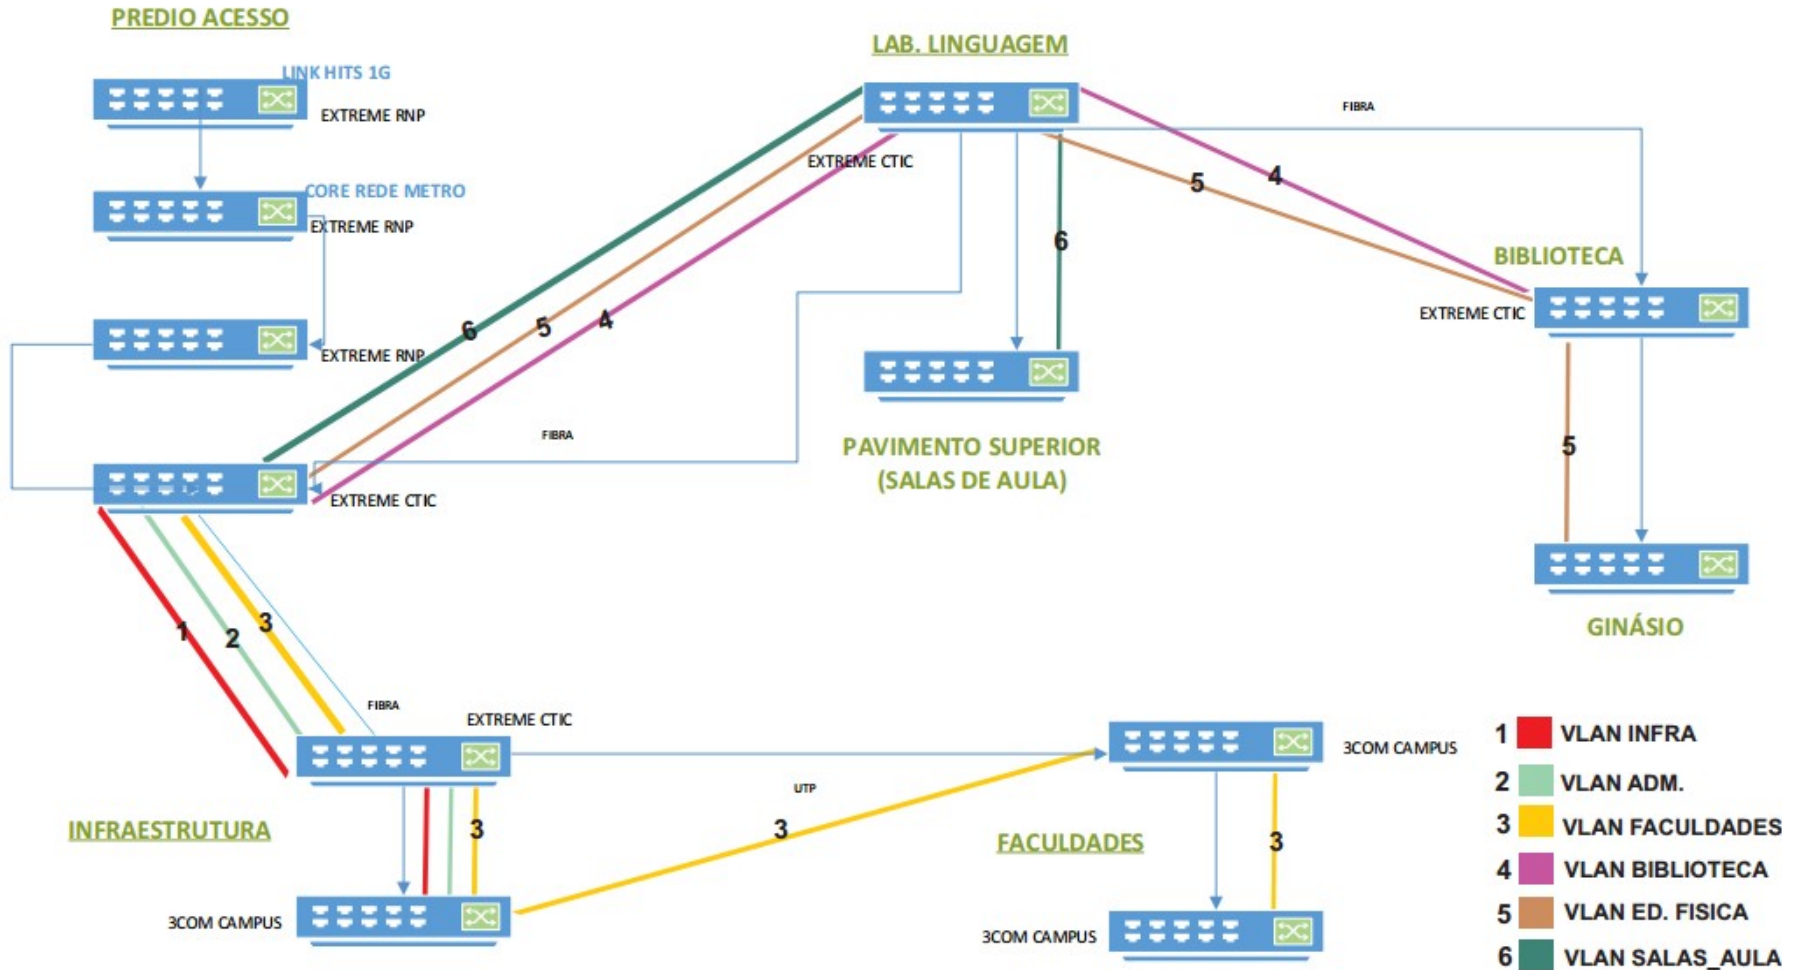 PREDIO ACESSO
LINK HITS 1G
EXTREME RNP
CORE REDE METRO
EXTREME RNP
EXTREME RNP
EXTREME CTIC
LAB. LINGUAGEM
EXTREME CTIC
FIBRA
5
4
6
BIBLIOTECA
EXTREME CTIC
6
5
4
FIBRA
PAVIMENTO SUPERIOR
(SALAS DE AULA)
5
GINÁSIO
1
2
3
FIBRA
EXTREME CTIC
UTP
3COM CAMPUS
INFRAESTRUTURA
3
3
FACULDADES
3
3COM CAMPUS
3COM CAMPUS
1 VLAN INFRA
2 VLAN ADM.
3 VLAN FACULDADES
4 VLAN BIBLIOTECA
5 VLAN ED. FISICA
6 VLAN SALAS_AULA